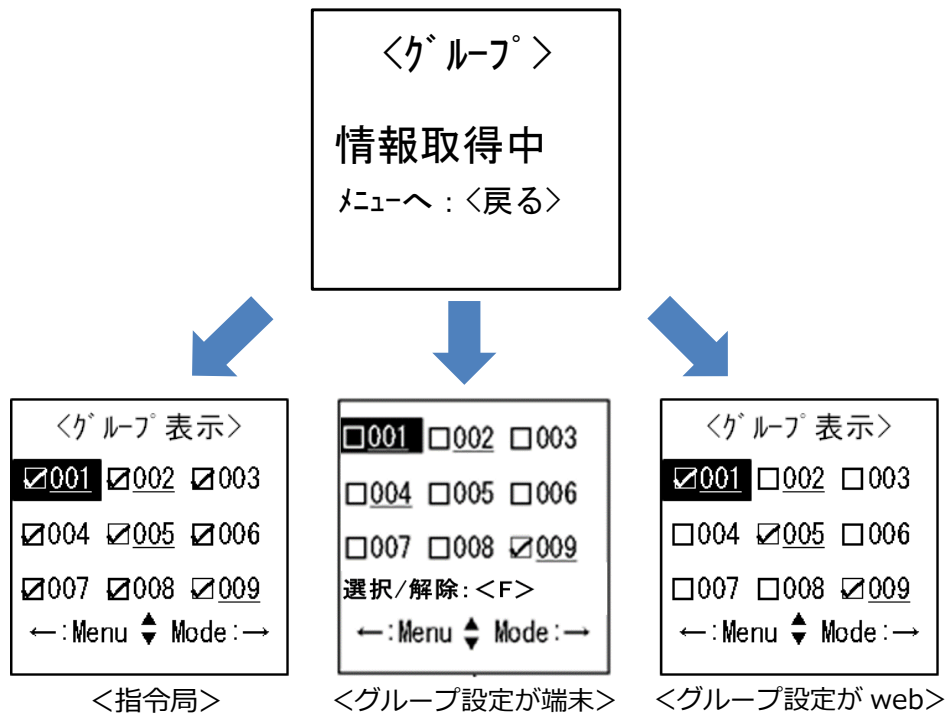 <ｸﾞﾙｰﾌﾟ>
情報取得中
ﾒﾆｭｰへ：<戻る>
<ｸﾞﾙｰﾌﾟ表示>
☑001 ☑002 ☑003
☑004 ☑005 ☑006
☑007 ☑008 ☑009
←:Menu ▲▼ Mode:→
＜指令局＞
☐001 ☐002 ☐003
☐004 ☐005 ☐006
☐007 ☐008 ☑009
選択/解除:<F>
←:Menu ▲▼ Mode:→
＜グループ設定が端末＞
<ｸﾞﾙｰﾌﾟ表示>
☑001 ☐002 ☐003
☐004 ☑005 ☐006
☐007 ☐008 ☑009
←:Menu ▲▼ Mode:→
＜グループ設定が web＞